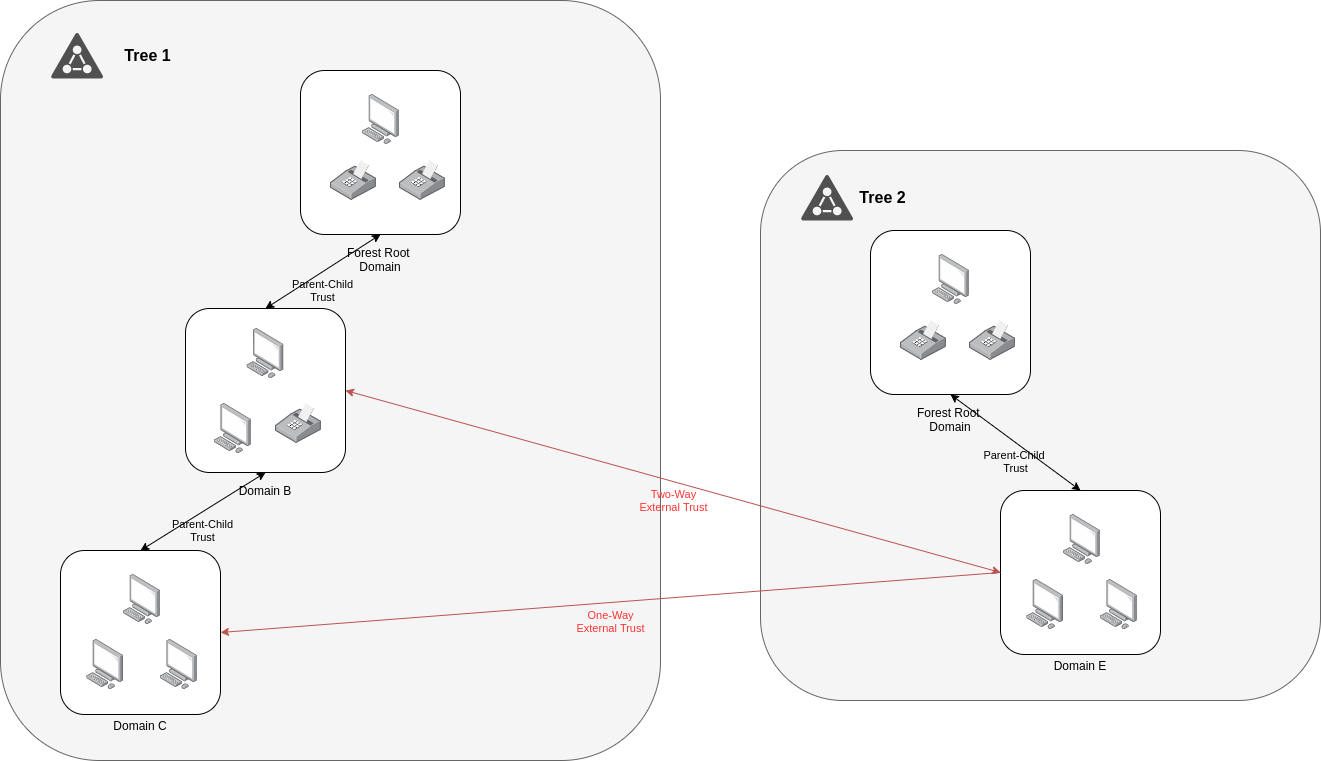 Tree 1
Forest Root
Domain
Parent-Child
Trust
Domain B
Parent-Child
Trust
Domain C
Two-Way
External Trust
One-Way
External Trust
Tree 2
Forest Root
Domain
Parent-Child
Trust
Domain E